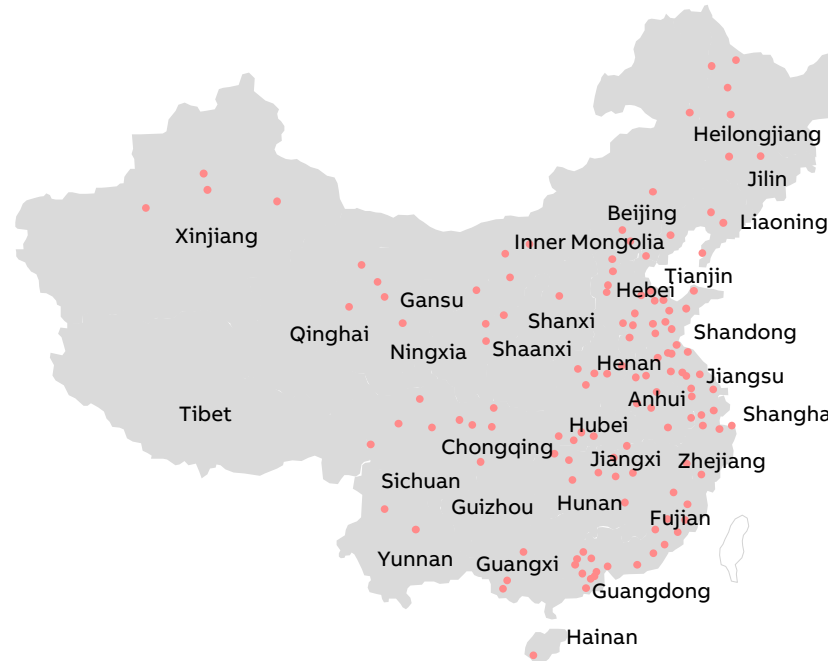 Heilongjiang
Jilin
Beijing
Liaoning
Xinjiang
Inner Mongolia
Tianjin
Gansu
Hebei
Qinghai
Shanxi
Shandong
Ningxia
Shaanxi
Henan
Jiangsu
Tibet
Anhui
Shangha
Hubei
Chongqing
Jiangxi
Zhejiang
Sichuan
Guizhou
Hunan
Fujian
Yunnan
Guangxi
Guangdong
Hainan